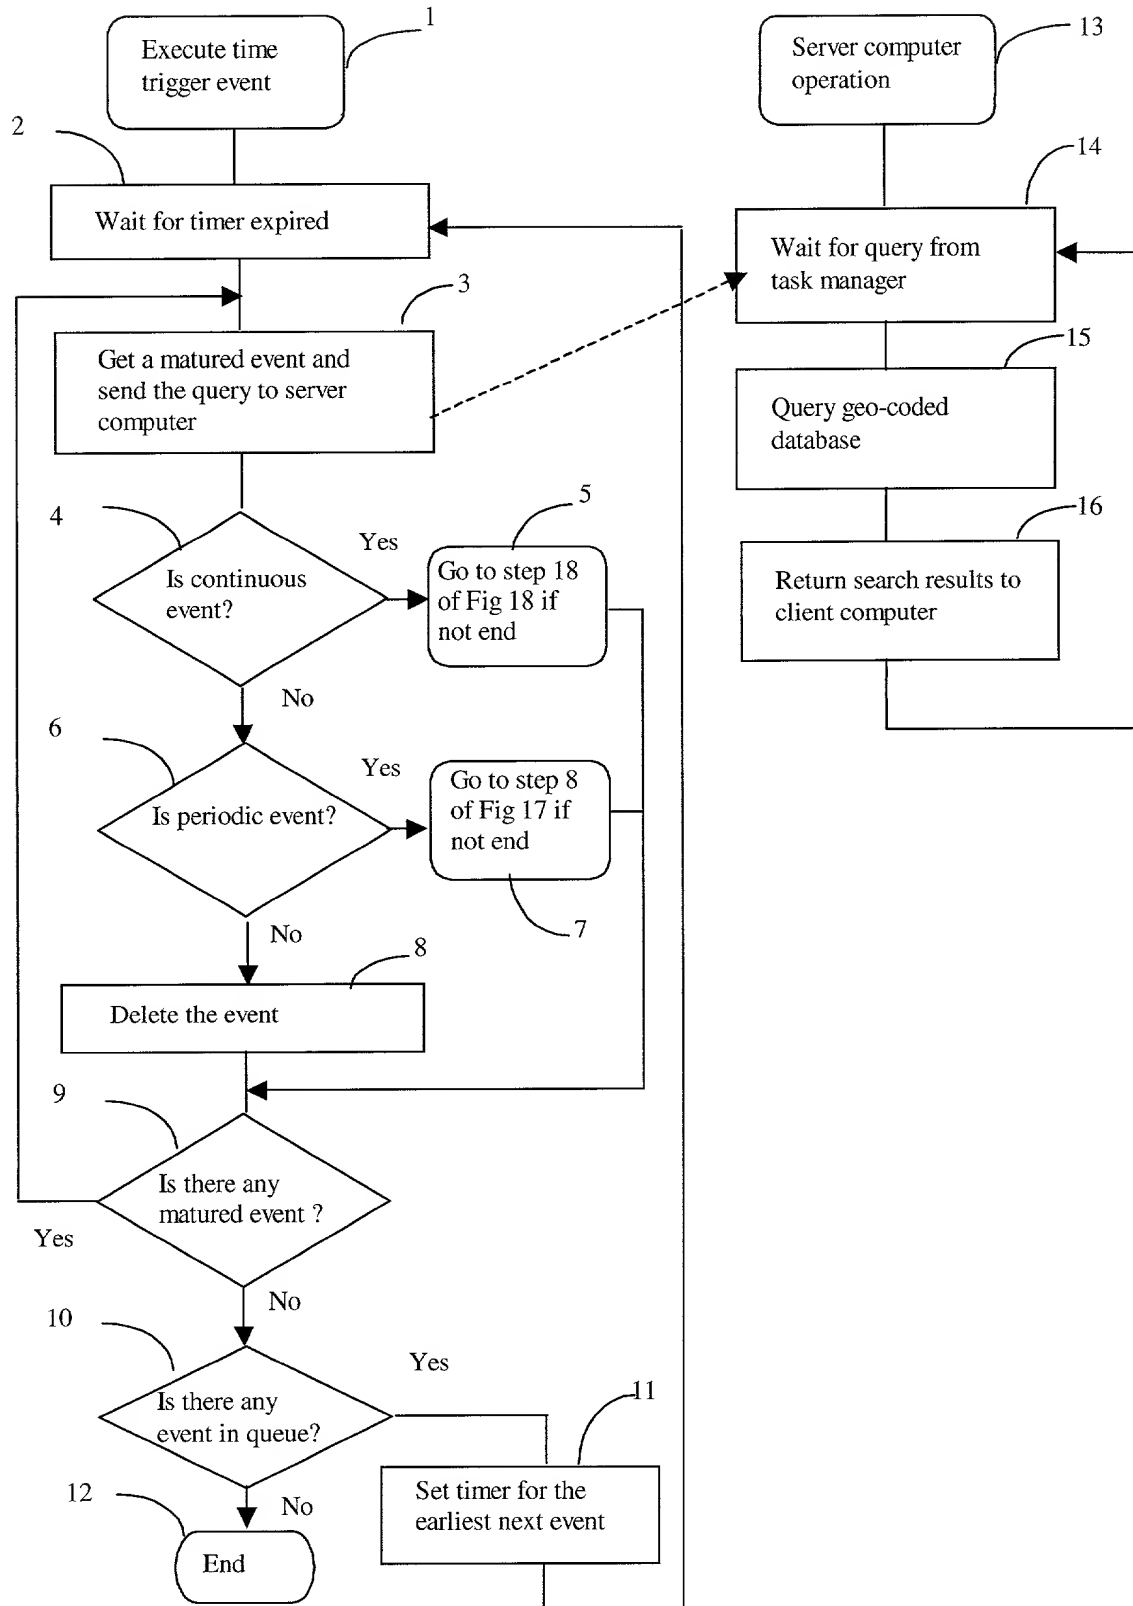 1
Execute time
trigger event
2
Wait for timer expired
3
Get a matured event and
send the query to server
computer
4
Is continuous
event?
Yes
5
Go to step 18
of Fig 18 if
not end
No
6
Is periodic event?
Yes
Go to step 8
of Fig 17 if
not end
7
No
8
Delete the event
9
Is there any
matured event ?
Yes
No
10
Is there any
event in queue?
Yes
11
Set timer for the
earliest next event
No
12
End
13
Server computer
operation
14
Wait for query from
task manager
15
Query geo-coded
database
16
Return search results to
client computer